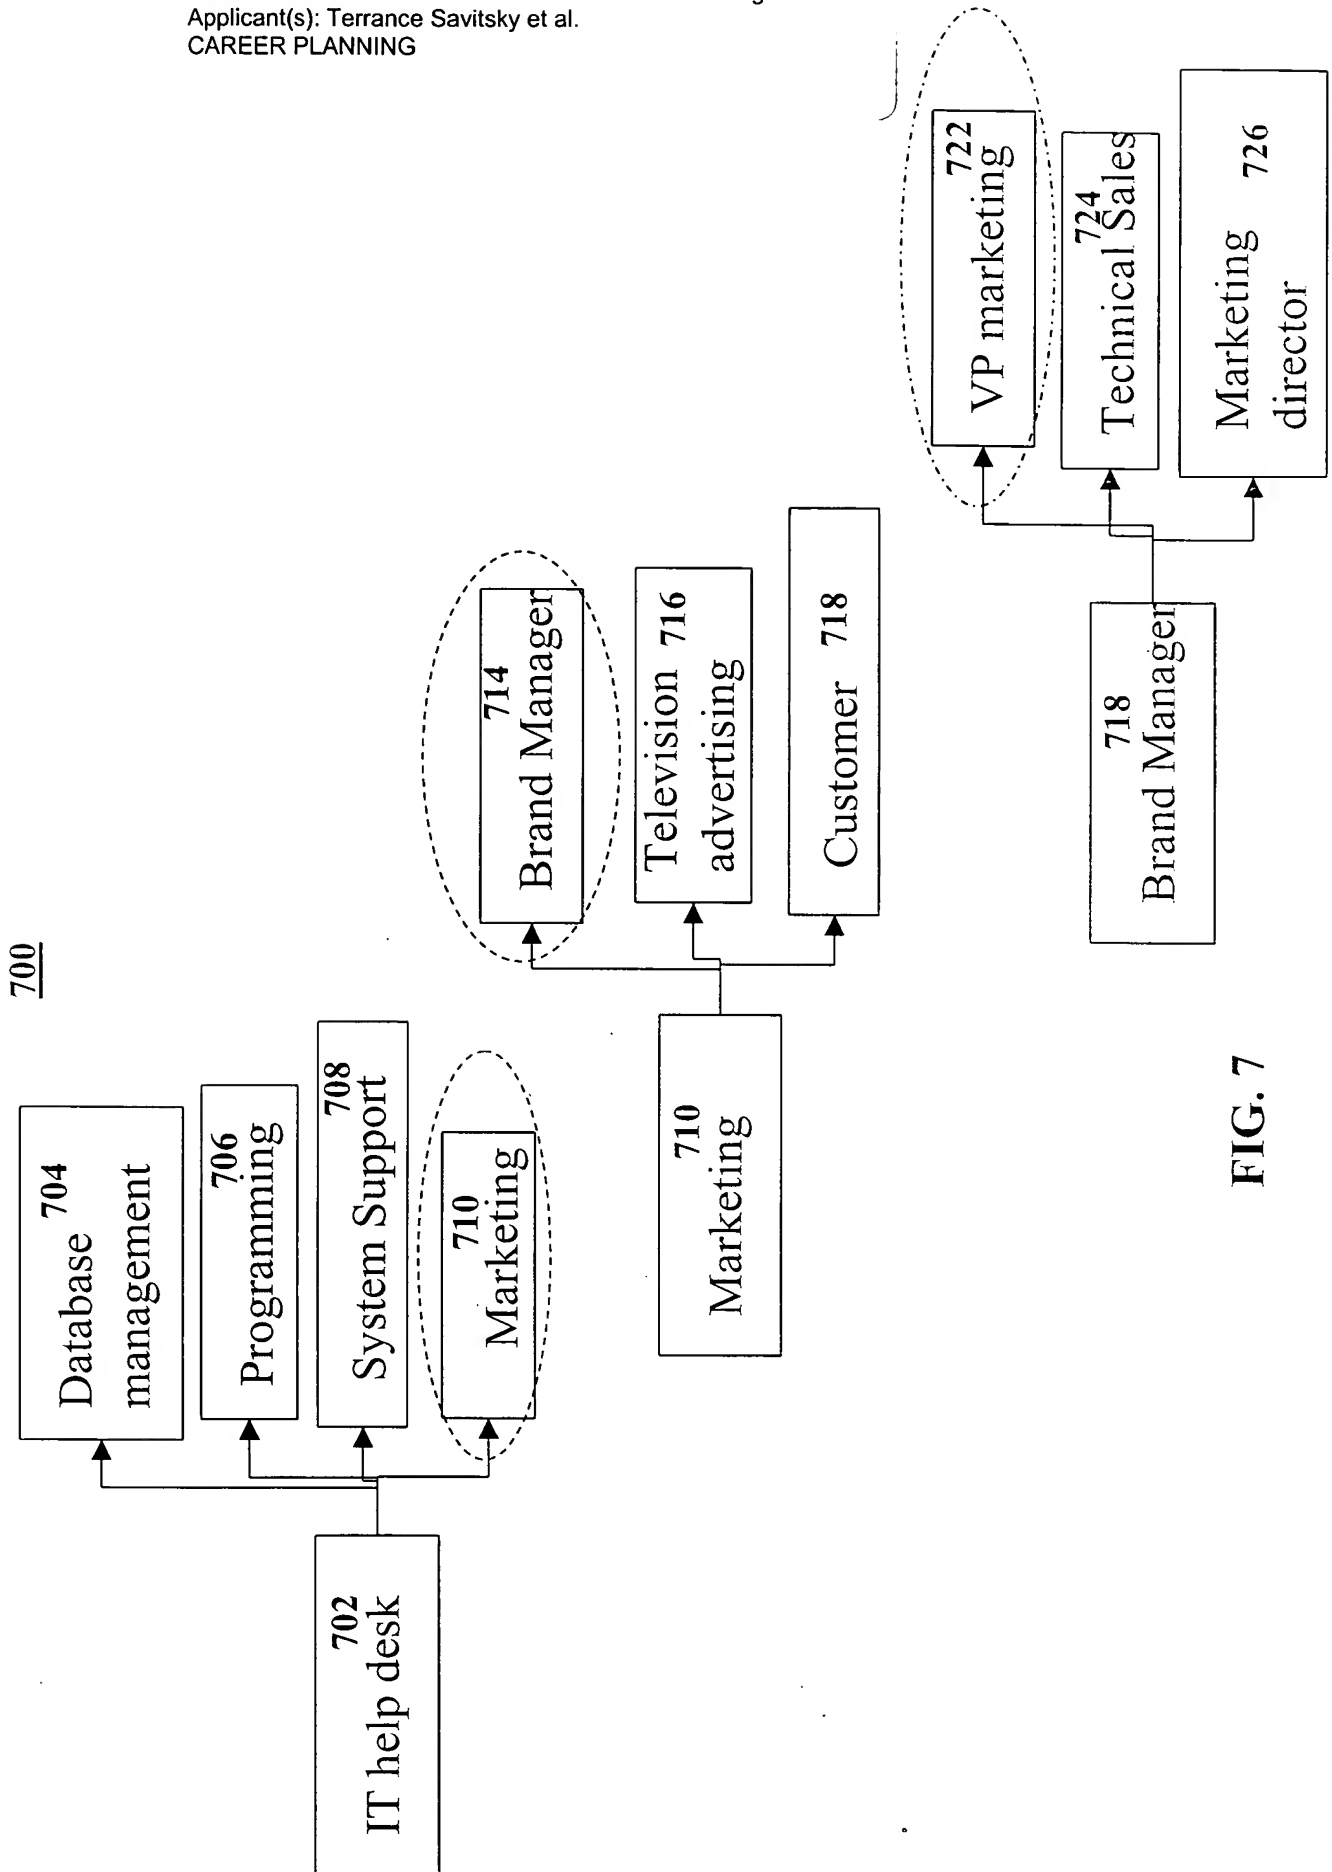 Applicant(s): Terrance Savitsky et al.
CAREER PLANNING
700
704
Database
management
706
Programming
708
System Support
710
Marketing
702
IT help desk
714
Brand Manager
Television 716
advertising
Customer 718
710
Marketing
722
VP marketing
724
Technical Sales
Marketing 726
director
718
Brand Manager
FIG. 7